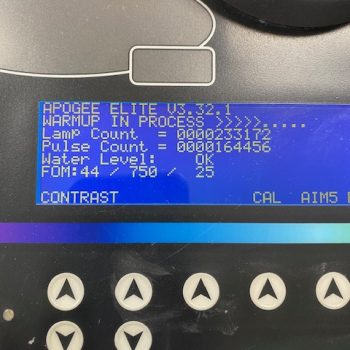 APOGEE ELITE V3.32.1
WARMUP IN PROCESS >>>>>.....
Lamp Count = 0000233172
Pulse Count = 0000164456
Water Level: OK
FOM:44 / 750 / 25
CONTRAST CAL AIM5